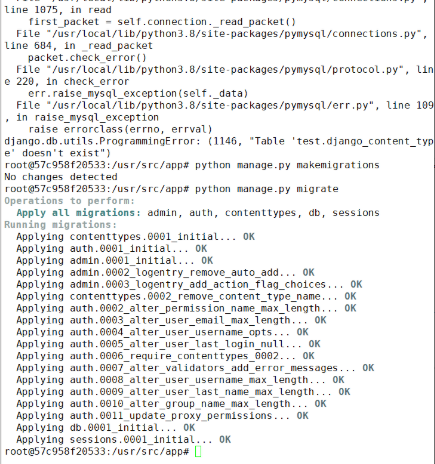 line 1075, in read
    first_packet = self.connection._read_packet()
  File "/usr/local/lib/python3.8/site-packages/pymysql/connections.py",
line 684, in _read_packet
    packet.check_error()
  File "/usr/local/lib/python3.8/site-packages/pymysql/protocol.py", lin
e 220, in check_error
    err.raise_mysql_exception(self._data)
  File "/usr/local/lib/python3.8/site-packages/pymysql/err.py", line 109
, in raise_mysql_exception
    raise errorclass(errno, errval)
django.db.utils.ProgrammingError: (1146, "Table 'test.django_content_typ
e' doesn't exist")
root@57c958f20533:/usr/src/app# python manage.py makemigrations
No changes detected
root@57c958f20533:/usr/src/app# python manage.py migrate
Operations to perform:
  Apply all migrations: admin, auth, contenttypes, db, sessions
Running migrations:
  Applying contenttypes.0001_initial... OK
  Applying auth.0001_initial... OK
  Applying admin.0001_initial... OK
  Applying admin.0002_logentry_remove_auto_add... OK
  Applying admin.0003_logentry_add_action_flag_choices... OK
  Applying contenttypes.0002_remove_content_type_name... OK
  Applying auth.0002_alter_permission_name_max_length... OK
  Applying auth.0003_alter_user_email_max_length... OK
  Applying auth.0004_alter_user_username_opts... OK
  Applying auth.0005_alter_user_last_login_null... OK
  Applying auth.0006_require_contenttypes_0002... OK
  Applying auth.0007_alter_validators_add_error_messages... OK
  Applying auth.0008_alter_user_username_max_length... OK
  Applying auth.0009_alter_user_last_name_max_length... OK
  Applying auth.0010_alter_group_name_max_length... OK
  Applying auth.0011_update_proxy_permissions... OK
  Applying db.0001_initial... OK
  Applying sessions.0001_initial... OK
root@57c958f20533:/usr/src/app#